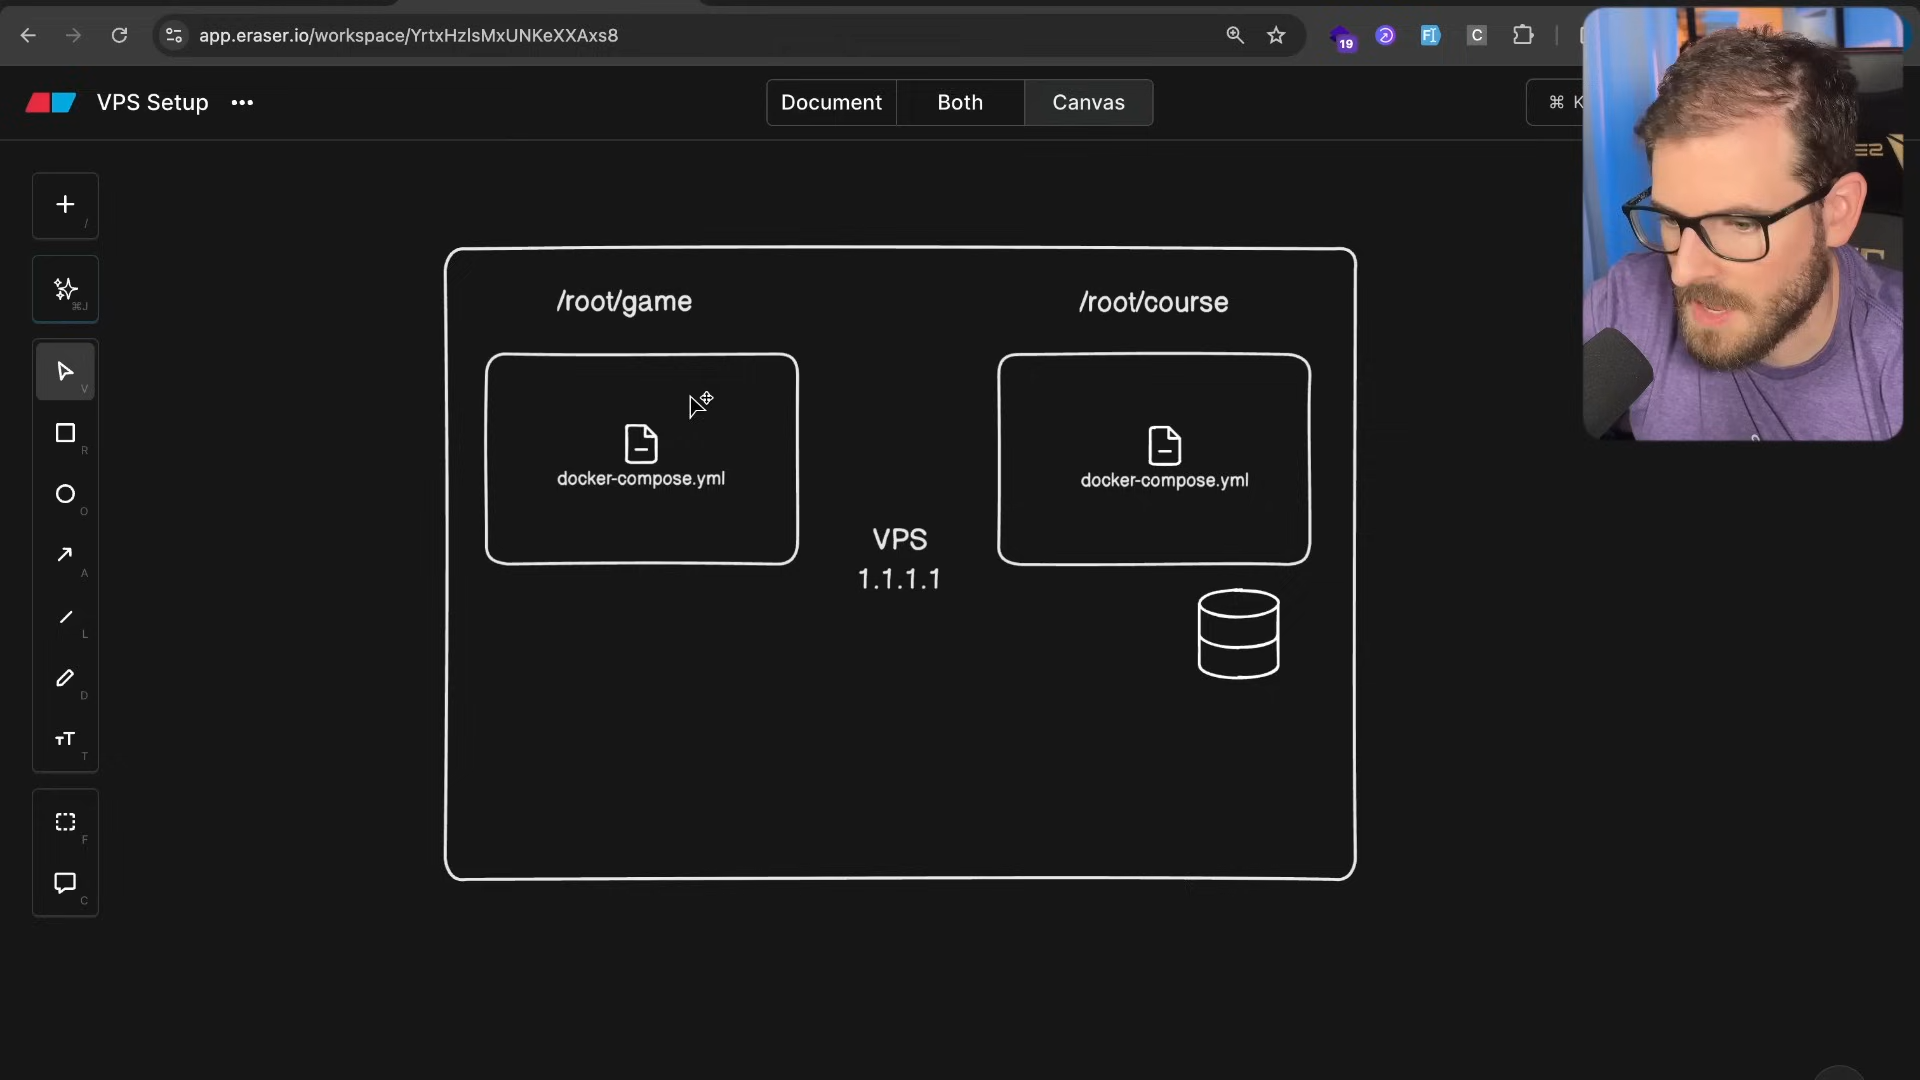 app.eraser.io/workspace/YrtxHzlsMxUNKeXXAxs8
19
C
VPS Setup
Document
Both
Canvas
⌘ K
/
⌘J
V
R
O
A
L
D
T
F
C
/root/game
/root/course
docker-compose.yml
docker-compose.yml
VPS
1.1.1.1